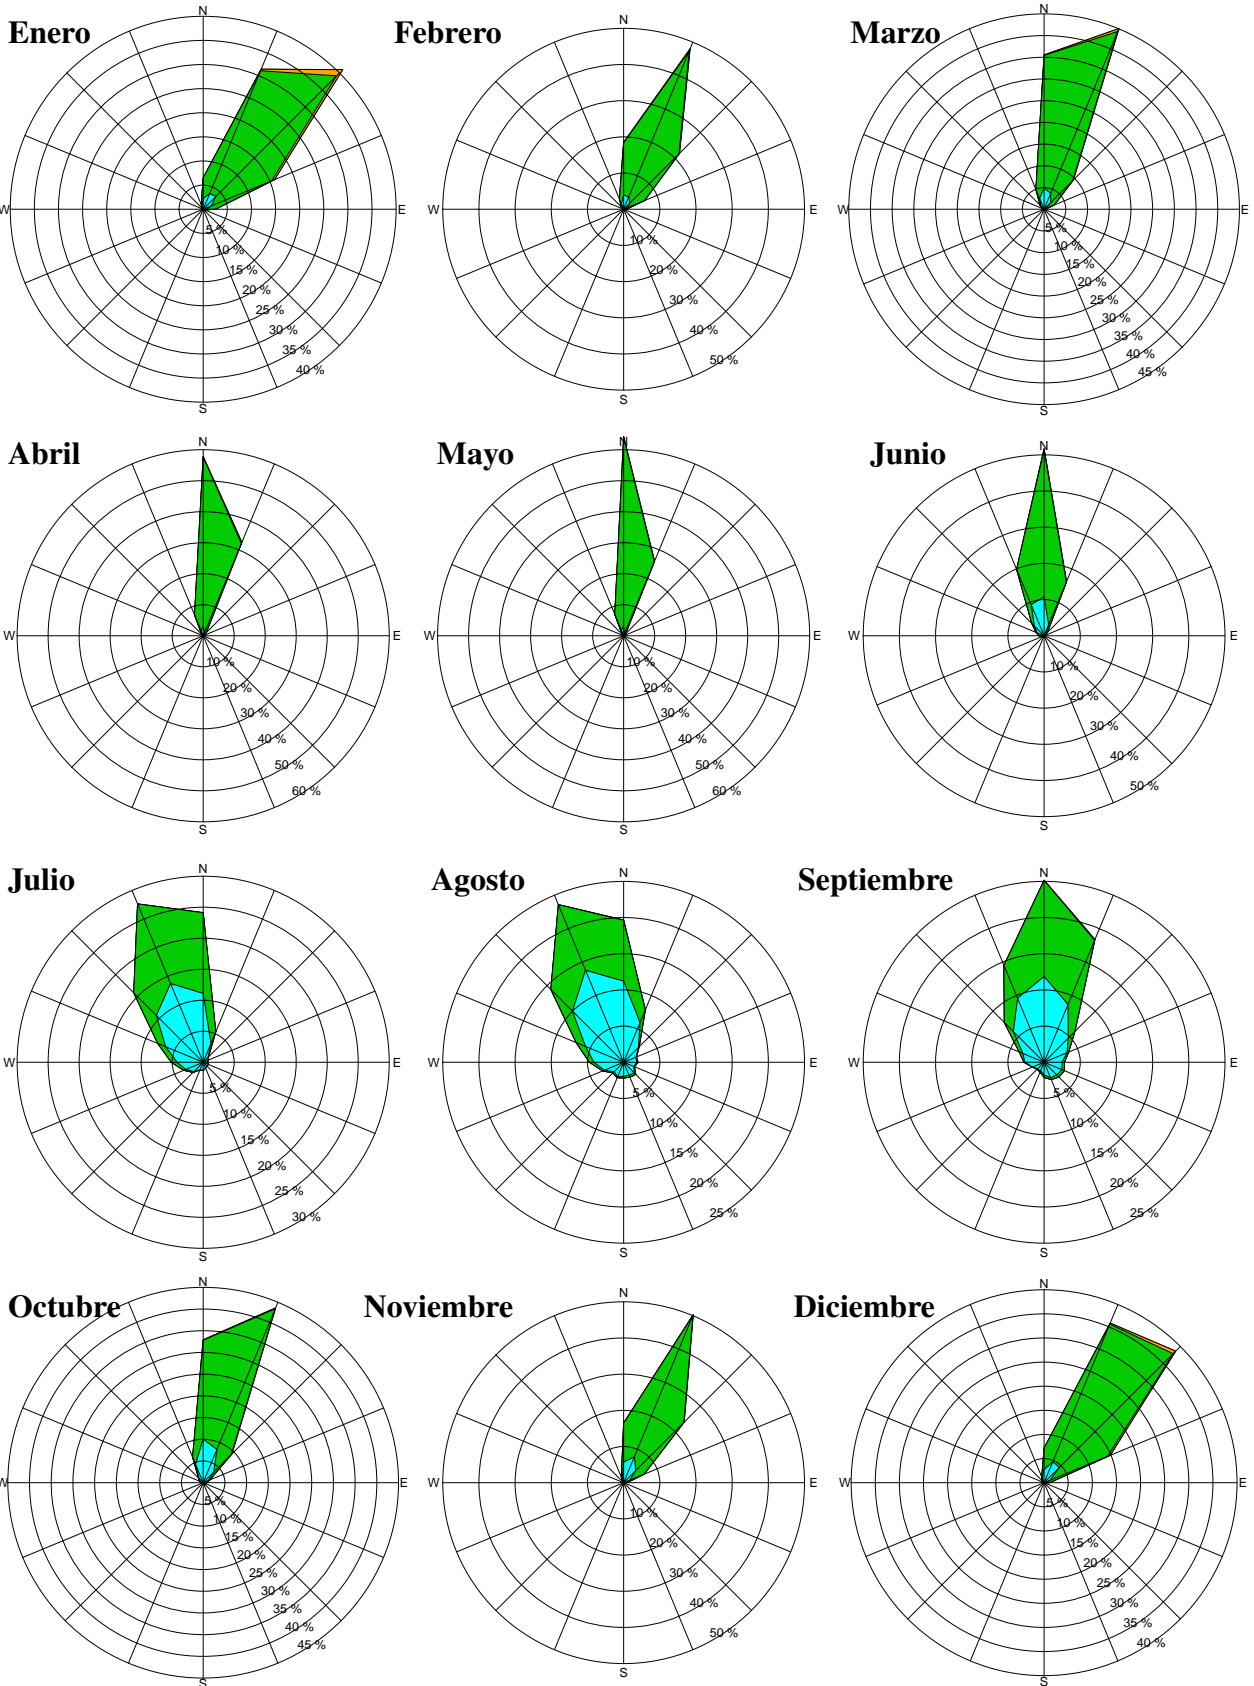 Enero
N
W
E
S
5 %
10 %
15 %
20 %
25 %
30 %
35 %
40 %
Febrero
N
W
E
S
10 %
20 %
30 %
40 %
50 %
Marzo
N
W
E
S
5 %
10 %
15 %
20 %
25 %
30 %
35 %
40 %
45 %
Abril
N
W
E
S
10 %
20 %
30 %
40 %
50 %
60 %
Mayo
N
W
E
S
10 %
20 %
30 %
40 %
50 %
60 %
Junio
N
W
E
S
10 %
20 %
30 %
40 %
50 %
Julio
N
W
E
S
5 %
10 %
15 %
20 %
25 %
30 %
Agosto
N
W
E
S
5 %
10 %
15 %
20 %
25 %
Septiembre
N
W
E
S
5 %
10 %
15 %
20 %
25 %
Octubre
N
W
E
S
5 %
10 %
15 %
20 %
25 %
30 %
35 %
40 %
45 %
Noviembre
N
W
E
S
10 %
20 %
30 %
40 %
50 %
Diciembre
N
W
E
S
5 %
10 %
15 %
20 %
25 %
30 %
35 %
40 %